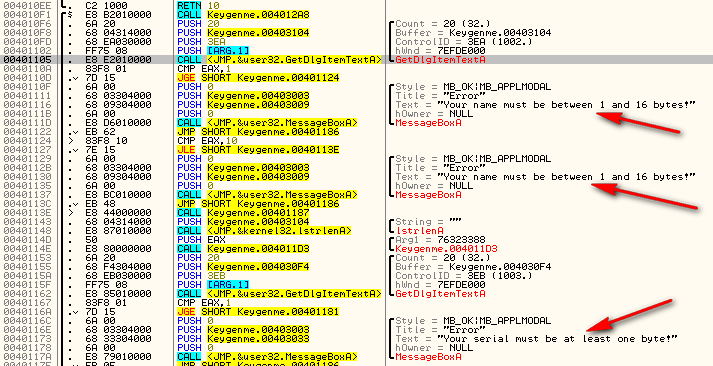 004010EE . C2 1000 RETN 10
004010F1 $ E8 B2010000 CALL Keygenme.004012A8
004010F6 . 6A 20 PUSH 20 Count = 20 (32.)
004010F8 . 68 04314000 PUSH Keygenme.00403104 Buffer = Keygenme.00403104
004010FD . 68 EA030000 PUSH 3EA ControlID = 3EA (1002.)
00401102 . FF75 08 PUSH [ARG.1] hWnd = 7EFDE000
00401105 . E8 E2010000 CALL <JMP.&user32.GetDlgItemTextA> GetDlgItemTextA
0040110A . 83F8 01 CMP EAX,1
0040110D . 7D 15 JGE SHORT Keygenme.00401124
0040110F . 6A 00 PUSH 0 Style = MB_OK|MB_APPLMODAL
00401111 . 68 03304000 PUSH Keygenme.00403003 Title = "Error"
00401116 . 68 09304000 PUSH Keygenme.00403009 Text = "Your name must be between 1 and 16 bytes!"
0040111B . 6A 00 PUSH 0 hOwner = NULL
0040111D . E8 D6010000 CALL <JMP.&user32.MessageBoxA> MessageBoxA
00401122 . EB 62 JMP SHORT Keygenme.00401186
00401124 > 83F8 10 CMP EAX,10
00401127 . 7E 15 JLE SHORT Keygenme.0040113E
00401129 . 6A 00 PUSH 0 Style = MB_OK|MB_APPLMODAL
0040112B . 68 03304000 PUSH Keygenme.00403003 Title = "Error"
00401130 . 68 09304000 PUSH Keygenme.00403009 Text = "Your name must be between 1 and 16 bytes!"
00401135 . 6A 00 PUSH 0 hOwner = NULL
00401137 . E8 BC010000 CALL <JMP.&user32.MessageBoxA> MessageBoxA
0040113C . EB 48 JMP SHORT Keygenme.00401186
0040113E > E8 44000000 CALL Keygenme.00401187
00401143 . 68 04314000 PUSH Keygenme.00403104 String = ""
00401148 . E8 87010000 CALL <JMP.&kernel32.lstrlenA> lstrlenA
0040114D . 50 PUSH EAX Arg1 = 76323388
0040114E . E8 80000000 CALL Keygenme.004011D3 Keygenme.004011D3
00401153 . 6A 20 PUSH 20 Count = 20 (32.)
00401155 . 68 F4304000 PUSH Keygenme.004030F4 Buffer = Keygenme.004030F4
0040115A . 68 EB030000 PUSH 3EB ControlID = 3EB (1003.)
0040115F . FF75 08 PUSH [ARG.1] hWnd = 7EFDE000
00401162 . E8 85010000 CALL <JMP.&user32.GetDlgItemTextA> GetDlgItemTextA
00401167 . 83F8 01 CMP EAX,1
0040116A . 7D 15 JGE SHORT Keygenme.00401181
0040116C . 6A 00 PUSH 0 Style = MB_OK|MB_APPLMODAL
0040116E . 68 03304000 PUSH Keygenme.00403003 Title = "Error"
00401173 . 68 33304000 PUSH Keygenme.00403033 Text = "Your serial must be at least one byte!"
00401178 . 6A 00 PUSH 0 hOwner = NULL
0040117A . E8 79010000 CALL <JMP.&user32.MessageBoxA> MessageBoxA